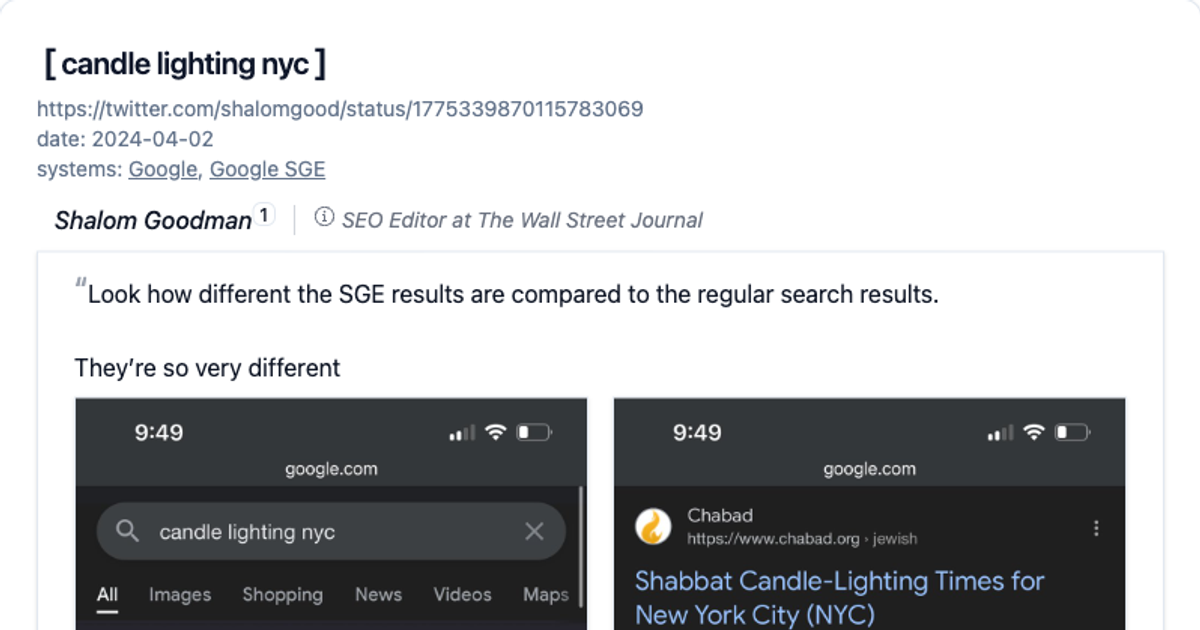 [ candle lighting nyc ]
https://twitter.com/shalomgood/status/1775339870115783069
date: 2024-04-02
systems: Google, Google SGE
Shalom Goodman 1 | ⓘ SEO Editor at The Wall Street Journal
"Look how different the SGE results are compared to the regular search results.
They’re so very different
9:49
google.com
candle lighting nyc
All Images Shopping News Videos Maps
9:49
google.com
Chabad
https://www.chabad.org › jewish
Shabbat Candle-Lighting Times for
New York City (NYC)